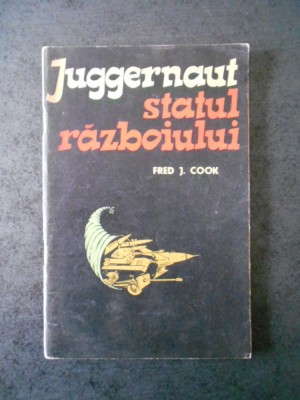 Juggernaut
statul
războiului
FRED J. COOK